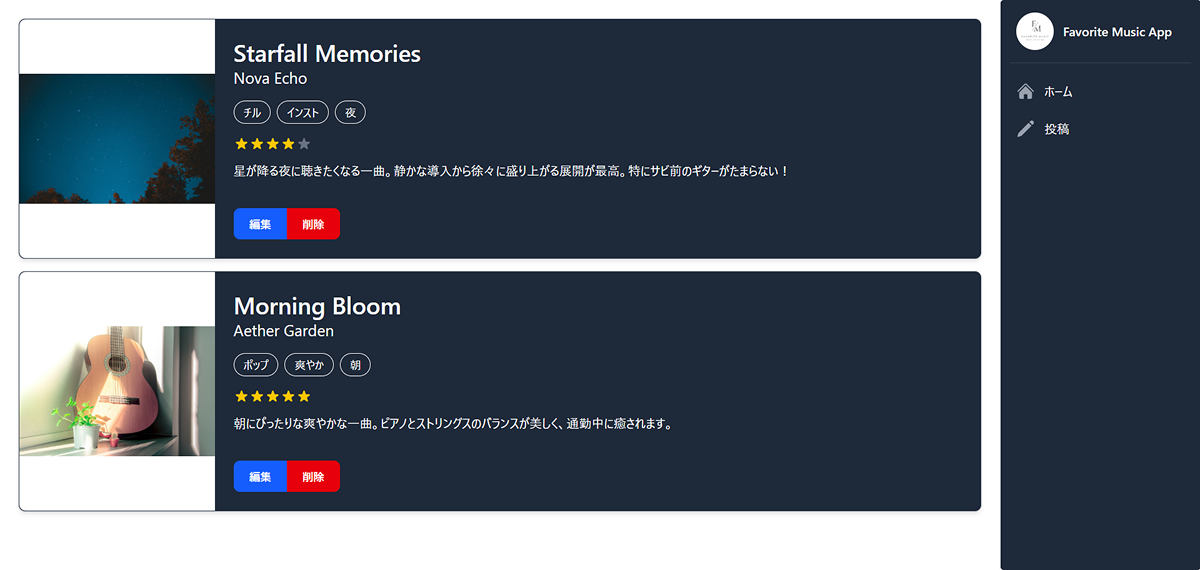 Starfall Memories
Nova Echo
チル インスト 夜
星が降る夜に聴きたくなる一曲。静かな導入から徐々に盛り上がる展開が最高。特にサビ前のギターがたまらない！
編集 削除
Morning Bloom
Aether Garden
ポップ 爽やか 朝
朝にぴったりな爽やかな一曲。ピアノとストリングスのバランスが美しく、通勤中に癒されます。
編集 削除
Favorite Music App
ホーム
投稿